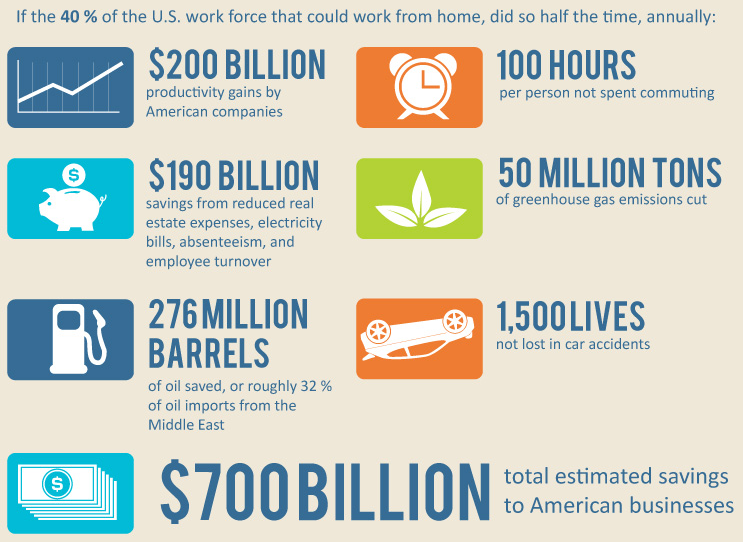 If the 40 % of the U.S. work force that could work from home, did so half the time, annually:
$200 BILLION
productivity gains by
American companies
100 HOURS
per person not spent commuting
$
$190 BILLION
savings from reduced real
estate expenses, electricity
bills, absenteeism, and
employee turnover
50 MILLION TONS
of greenhouse gas emissions cut
276 MILLION
BARRELS
of oil saved, or roughly 32 %
of oil imports from the
Middle East
1,500 LIVES
not lost in car accidents
$
$700 BILLION
total estimated savings
to American businesses